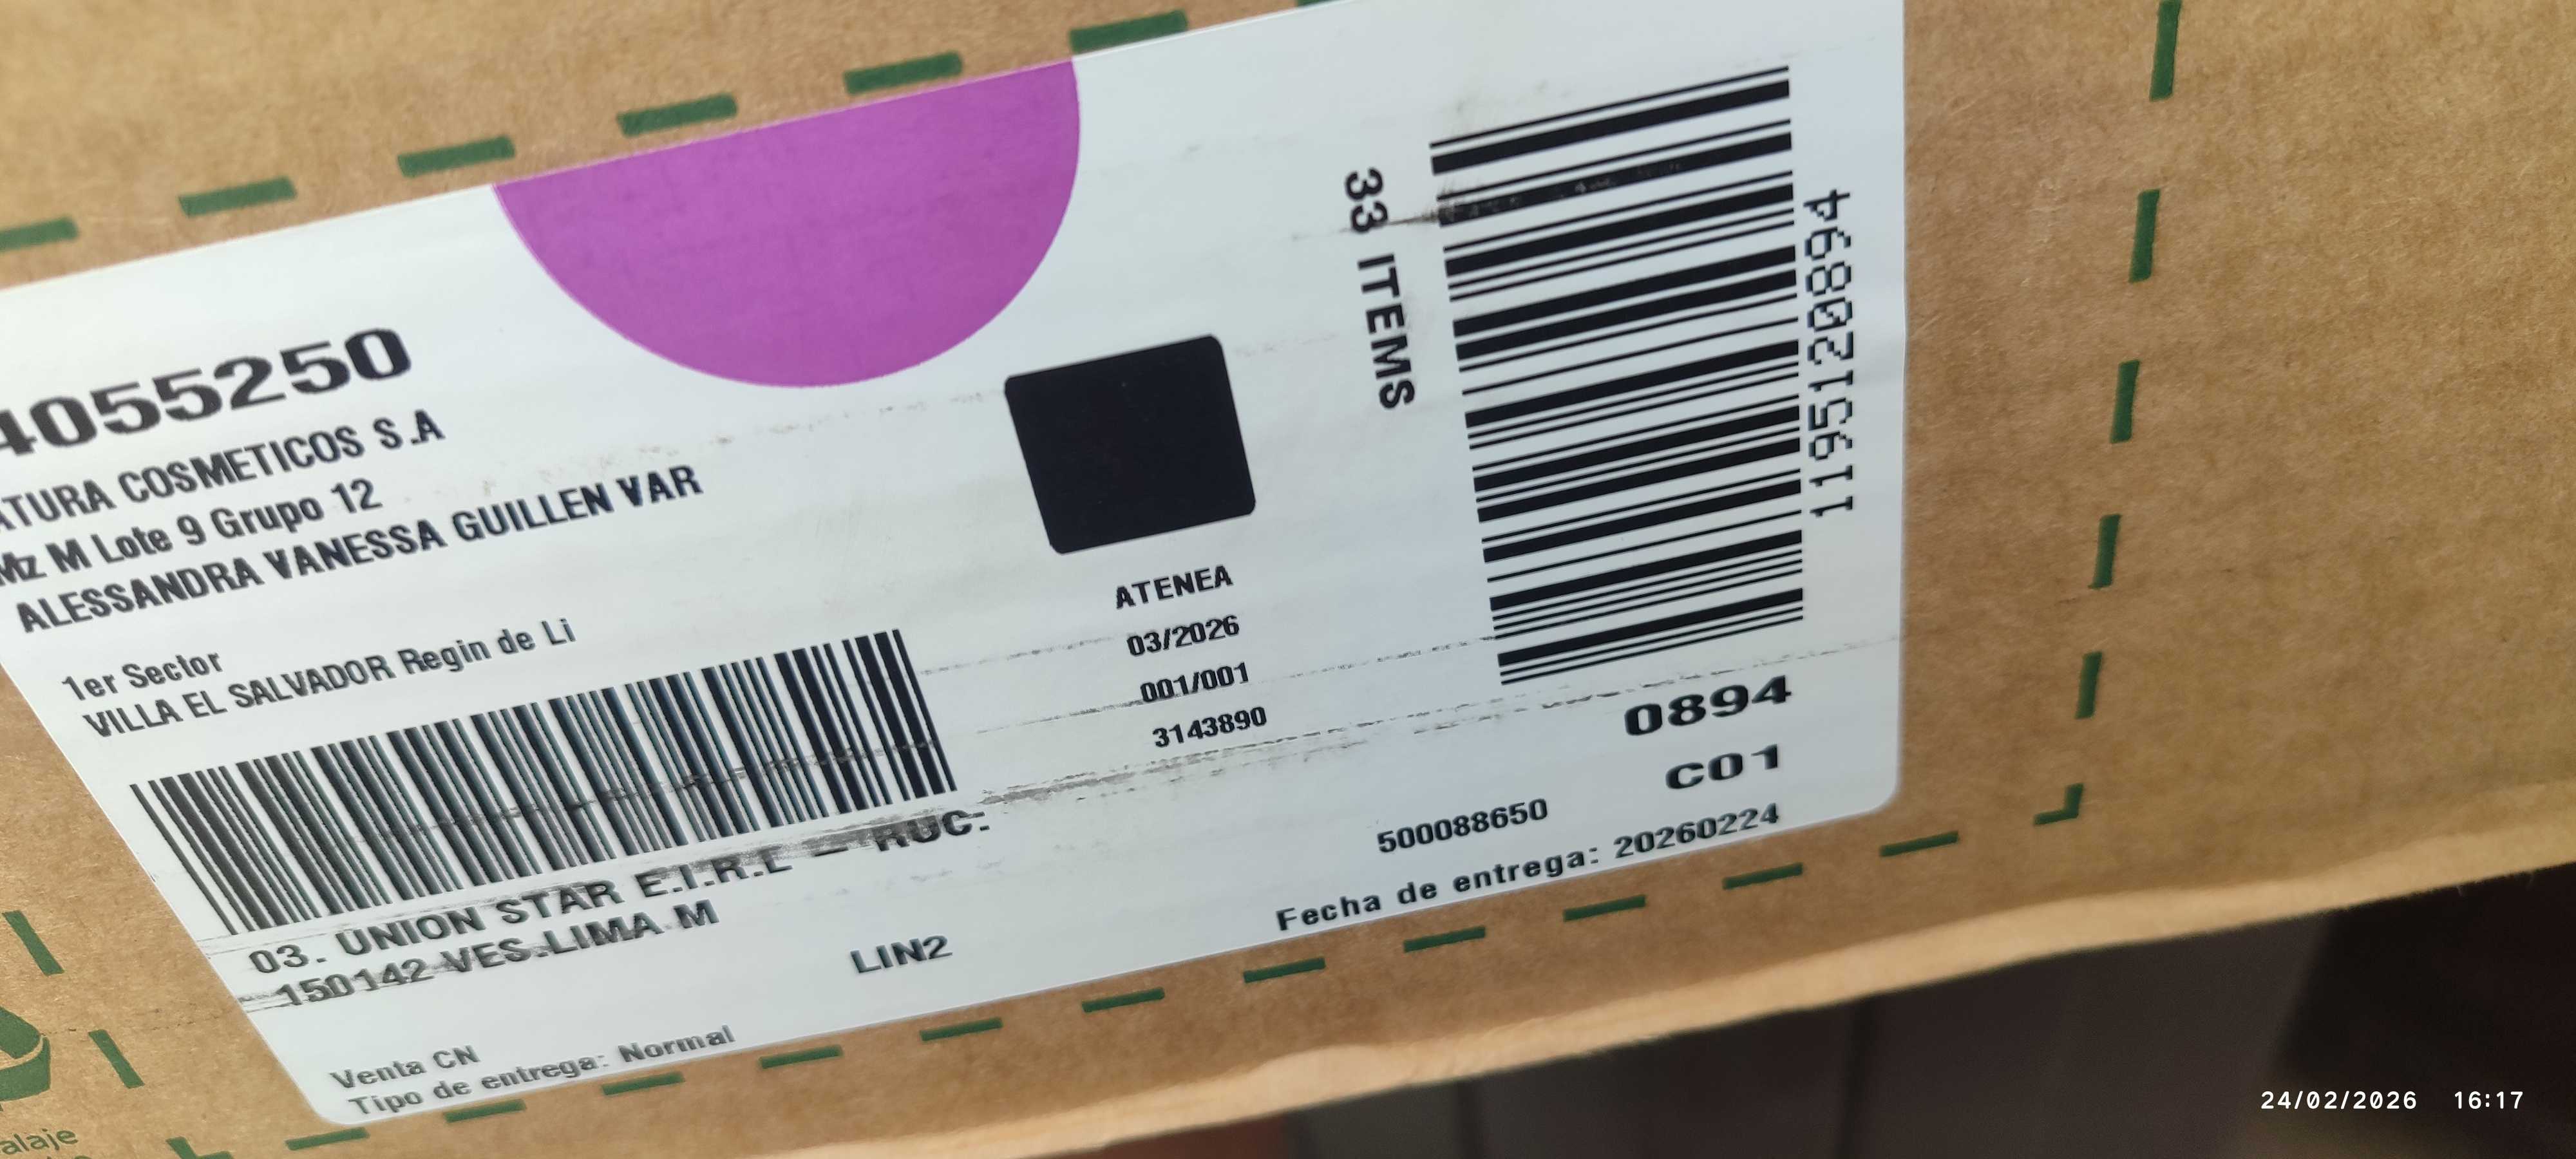 4055250
ATURA COSMETICOS S.A
Mz M Lote 9 Grupo 12
ALESSANDRA VANESSA GUILLEN VAR
1er Sector
VILLA EL SALVADOR Regin de Li
03. UNION STAR E.I.R.L - RUC:
150142-VES-LIMA M
LIN2
Venta CN
Tipo de entrega: Normal
ATENEA
03/2026
001/001
3143890
33 ITEMS
1195120894
0894
C01
500088650
Fecha de entrega: 20260224
alaje
24/02/2026 16:17